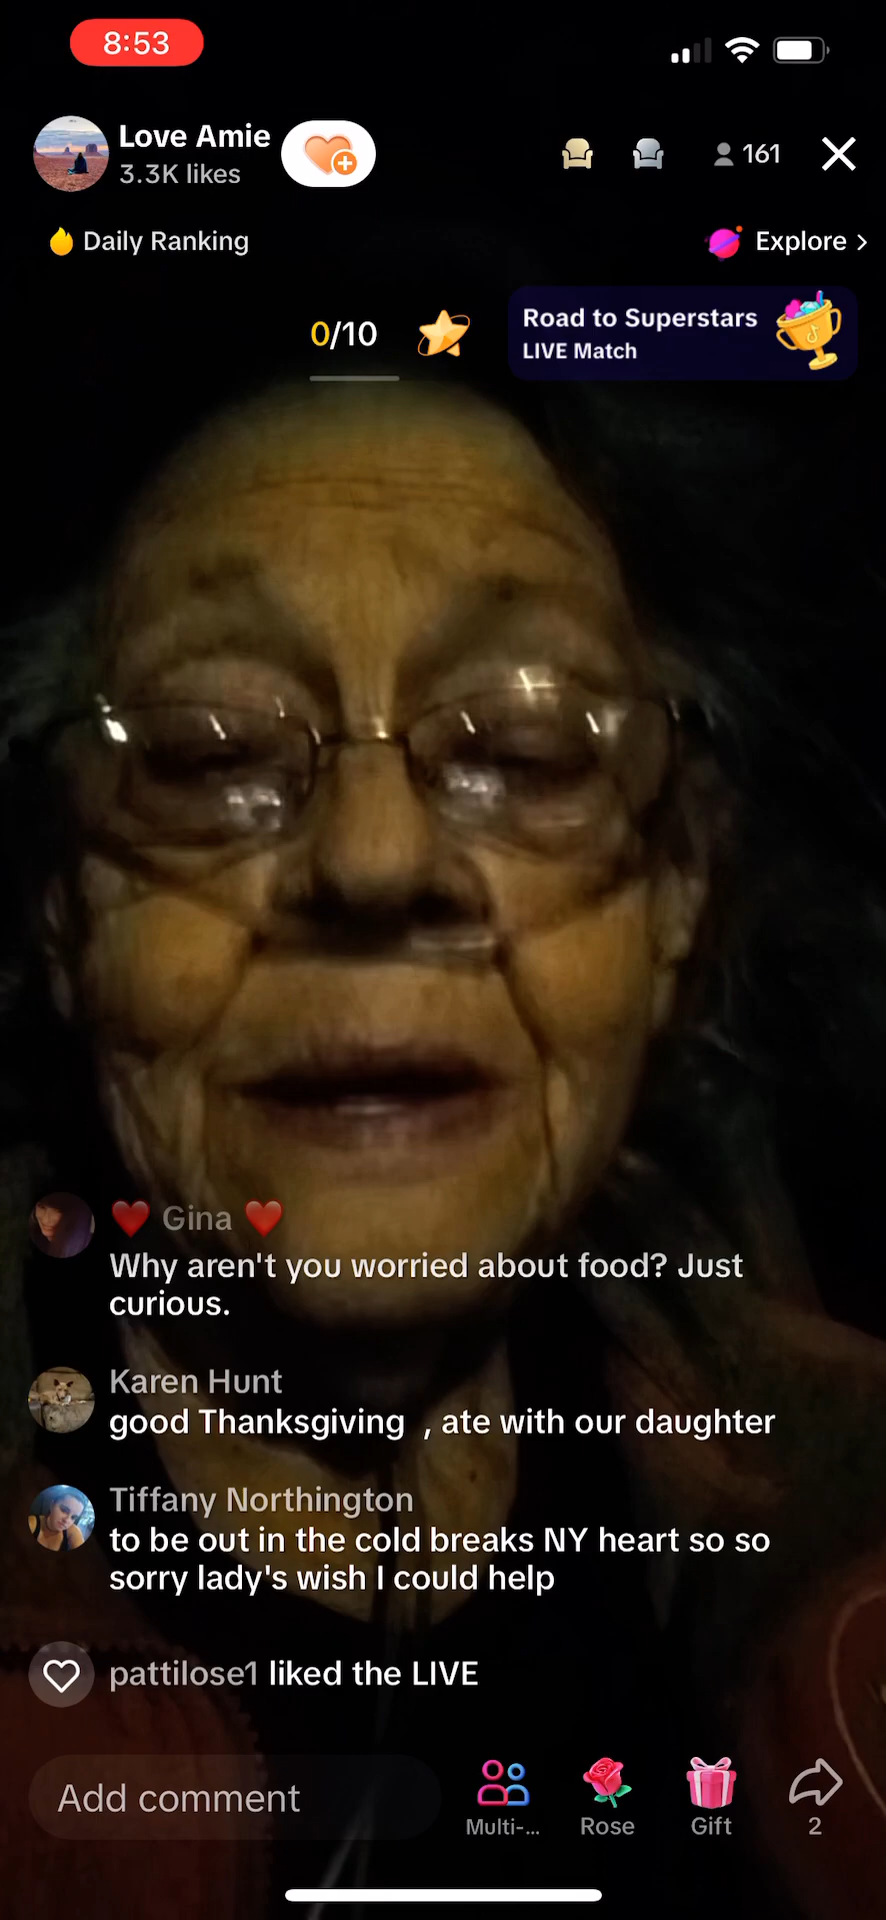 8:53
Love Amie
3.3K likes
161
Daily Ranking
Explore >
0/10
Road to Superstars
LIVE Match
❤️ Gina ❤️
Why aren't you worried about food? Just
curious.
Karen Hunt
good Thanksgiving , ate with our daughter
Tiffany Northington
to be out in the cold breaks NY heart so so
sorry lady's wish I could help
pattilose1 liked the LIVE
Add comment
Multi-...
Rose
Gift
2